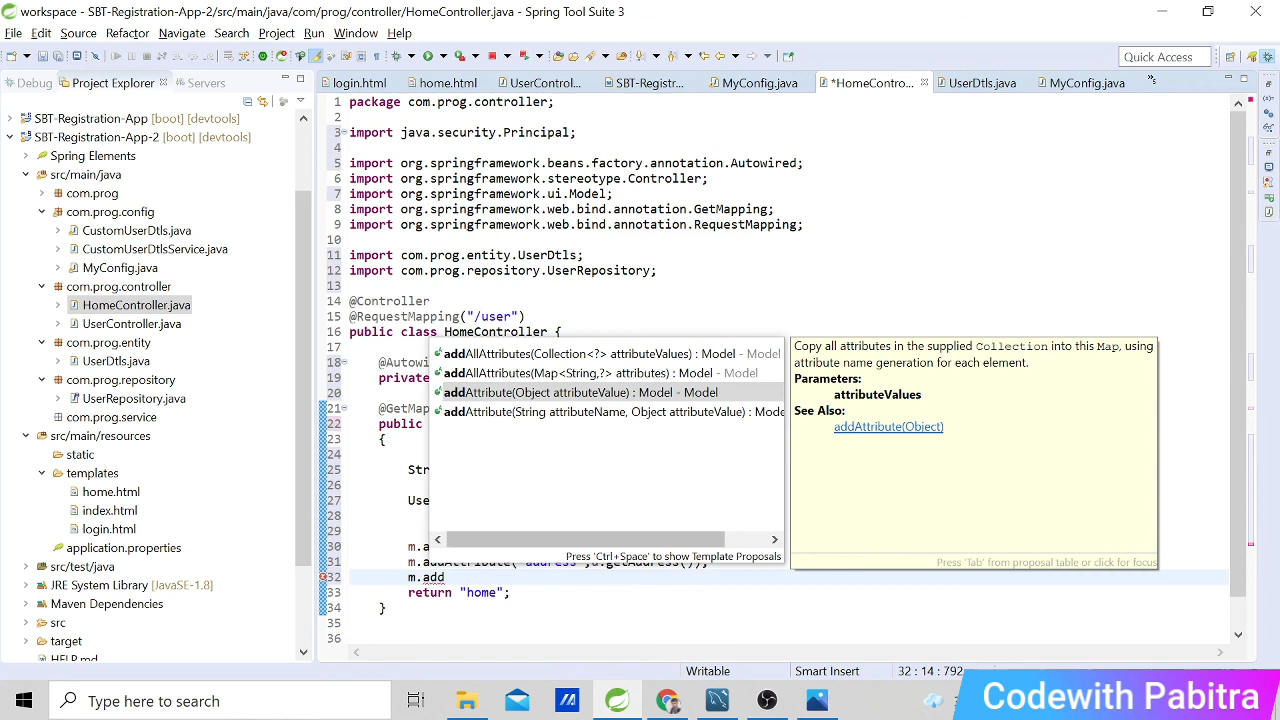 workspace - SBT-Registration-App-2/src/main/java/com/prog/controller/HomeController.java - Spring Tool Suite 3
File Edit Source Refactor Navigate Search Project Run Window Help
Quick Access
Debug Project Explorer Servers
login.html home.html UserControl... SBT-Registr... MyConfig.java *HomeContro... UserDtls.java MyConfig.java
SBT-Registration-App [boot] [devtools]
SBT-Registration-App-2 [boot] [devtools]
Spring Elements
src/main/java
com.prog
com.prog.config
CustomUserDtls.java
CustomUserDtlsService.java
MyConfig.java
com.prog.controller
HomeController.java
UserController.java
com.prog.entity
UserDtls.java
com.prog.repository
UserRepository.java
com.prog.service
src/main/resources
static
templates
home.html
index.html
login.html
application.properties
src/test/java
JRE System Library [JavaSE-1.8]
Maven Dependencies
src
target
HELP.md
1 package com.prog.controller;
2
3 import java.security.Principal;
4
5 import org.springframework.beans.factory.annotation.Autowired;
6 import org.springframework.stereotype.Controller;
7 import org.springframework.ui.Model;
8 import org.springframework.web.bind.annotation.GetMapping;
9 import org.springframework.web.bind.annotation.RequestMapping;
10
11 import com.prog.entity.UserDtls;
12 import com.prog.repository.UserRepository;
13
14 @Controller
15 @RequestMapping("/user")
16 public class HomeController {
17
18 @Autowi
19 priva
20
21 @GetMap
22 public
23 {
24
25 Str
26
27 Use
28
29
30 m.a
31 m.addAttribute("address",u.getAddress());
32 m.add
33 return "home";
34 }
35
36
addAllAttributes(Collection<?> attributeValues) : Model - Model
addAllAttributes(Map<String,?> attributes) : Model - Model
addAttribute(Object attributeValue) : Model - Model
addAttribute(String attributeName, Object attributeValue) : Mode
Press 'Ctrl+Space' to show Template Proposals
Copy all attributes in the supplied Collection into this Map, using
attribute name generation for each element.
Parameters:
attributeValues
See Also:
addAttribute(Object)
Press 'Tab' from proposal table or click for focus
Writable Smart Insert 32 : 14 : 792
Type here to search
Codewith Pabitra